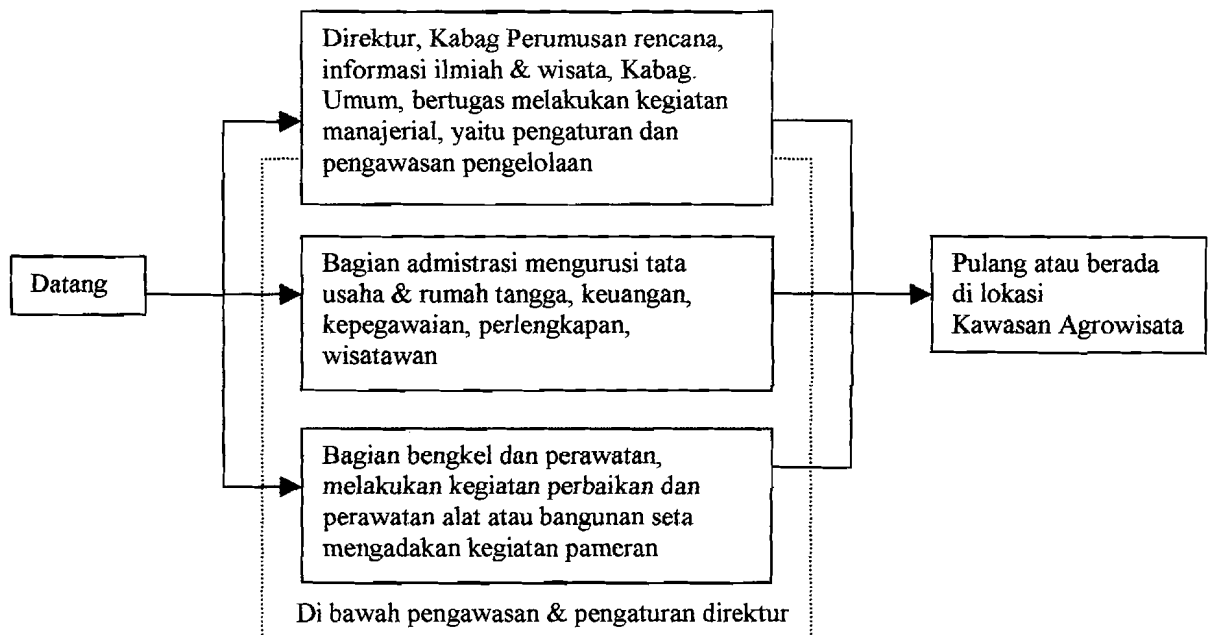 Direktur, Kabag Perumusan rencana,
informasi ilmiah & wisata, Kabag.
Umum, bertugas melakukan kegiatan
manajerial, yaitu pengaturan dan
pengawasan pengelolaan
Datang
Bagian admistrasi mengurusi tata
usaha & rumah tangga, keuangan,
kepegawaian, perlengkapan,
wisatawan
Pulang atau berada
di lokasi
Kawasan Agrowisata
Bagian bengkel dan perawatan,
melakukan kegiatan perbaikan dan
perawatan alat atau bangunan seta
mengadakan kegiatan pameran
Di bawah pengawasan & pengaturan direktur